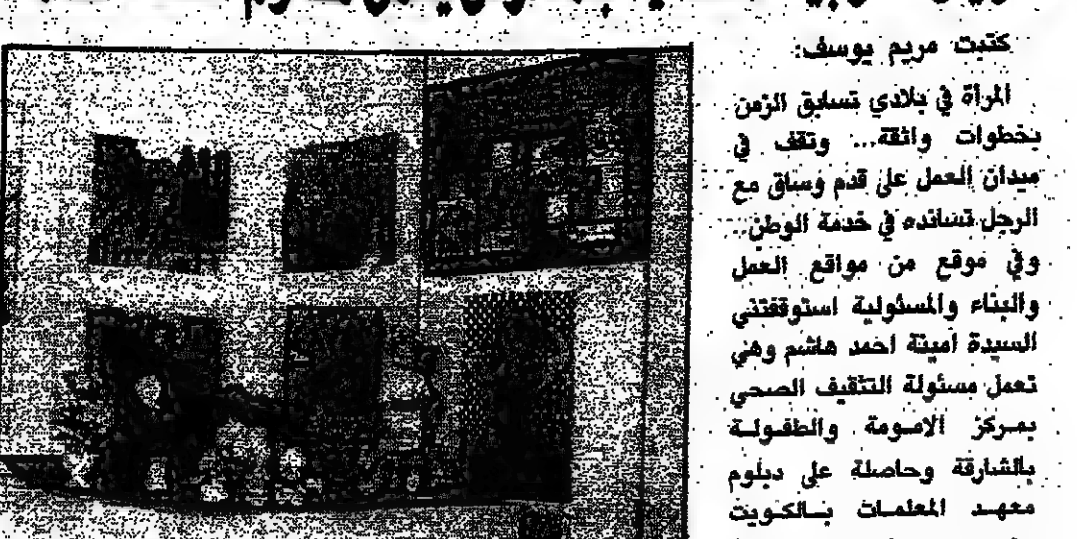 كتبت مريم يوسف:
المرأة في بلادي تسابق الزمن
بخطوات واثقة... وتقف في
ميدان العمل على قدم وساق مع
الرجل تسانده في خدمة الوطن..
وفي موقع من مواقع العمل
والبناء والمسئولية استوقفتني
السيدة امينة احمد هاشم وهي
تعمل مسئولة التثقيف الصحي
بمركز الامومة والطفولة
بالشارقة وحاصلة على دبلوم
معهد المعلمات بالكويت